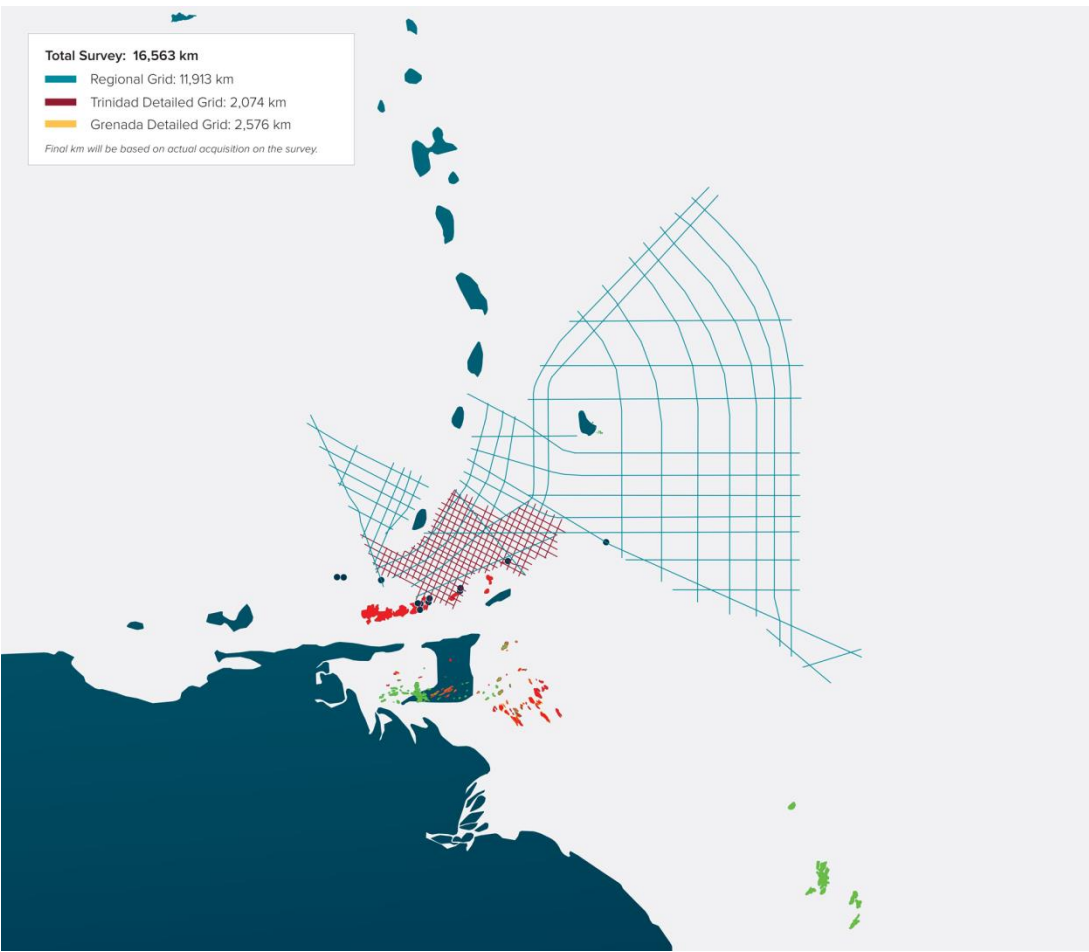 Total Survey: 16,563 km
Regional Grid: 11,913 km
Trinidad Detailed Grid: 2,074 km
Grenada Detailed Grid: 2,576 km
Final km will be based on actual acquisition on the survey.